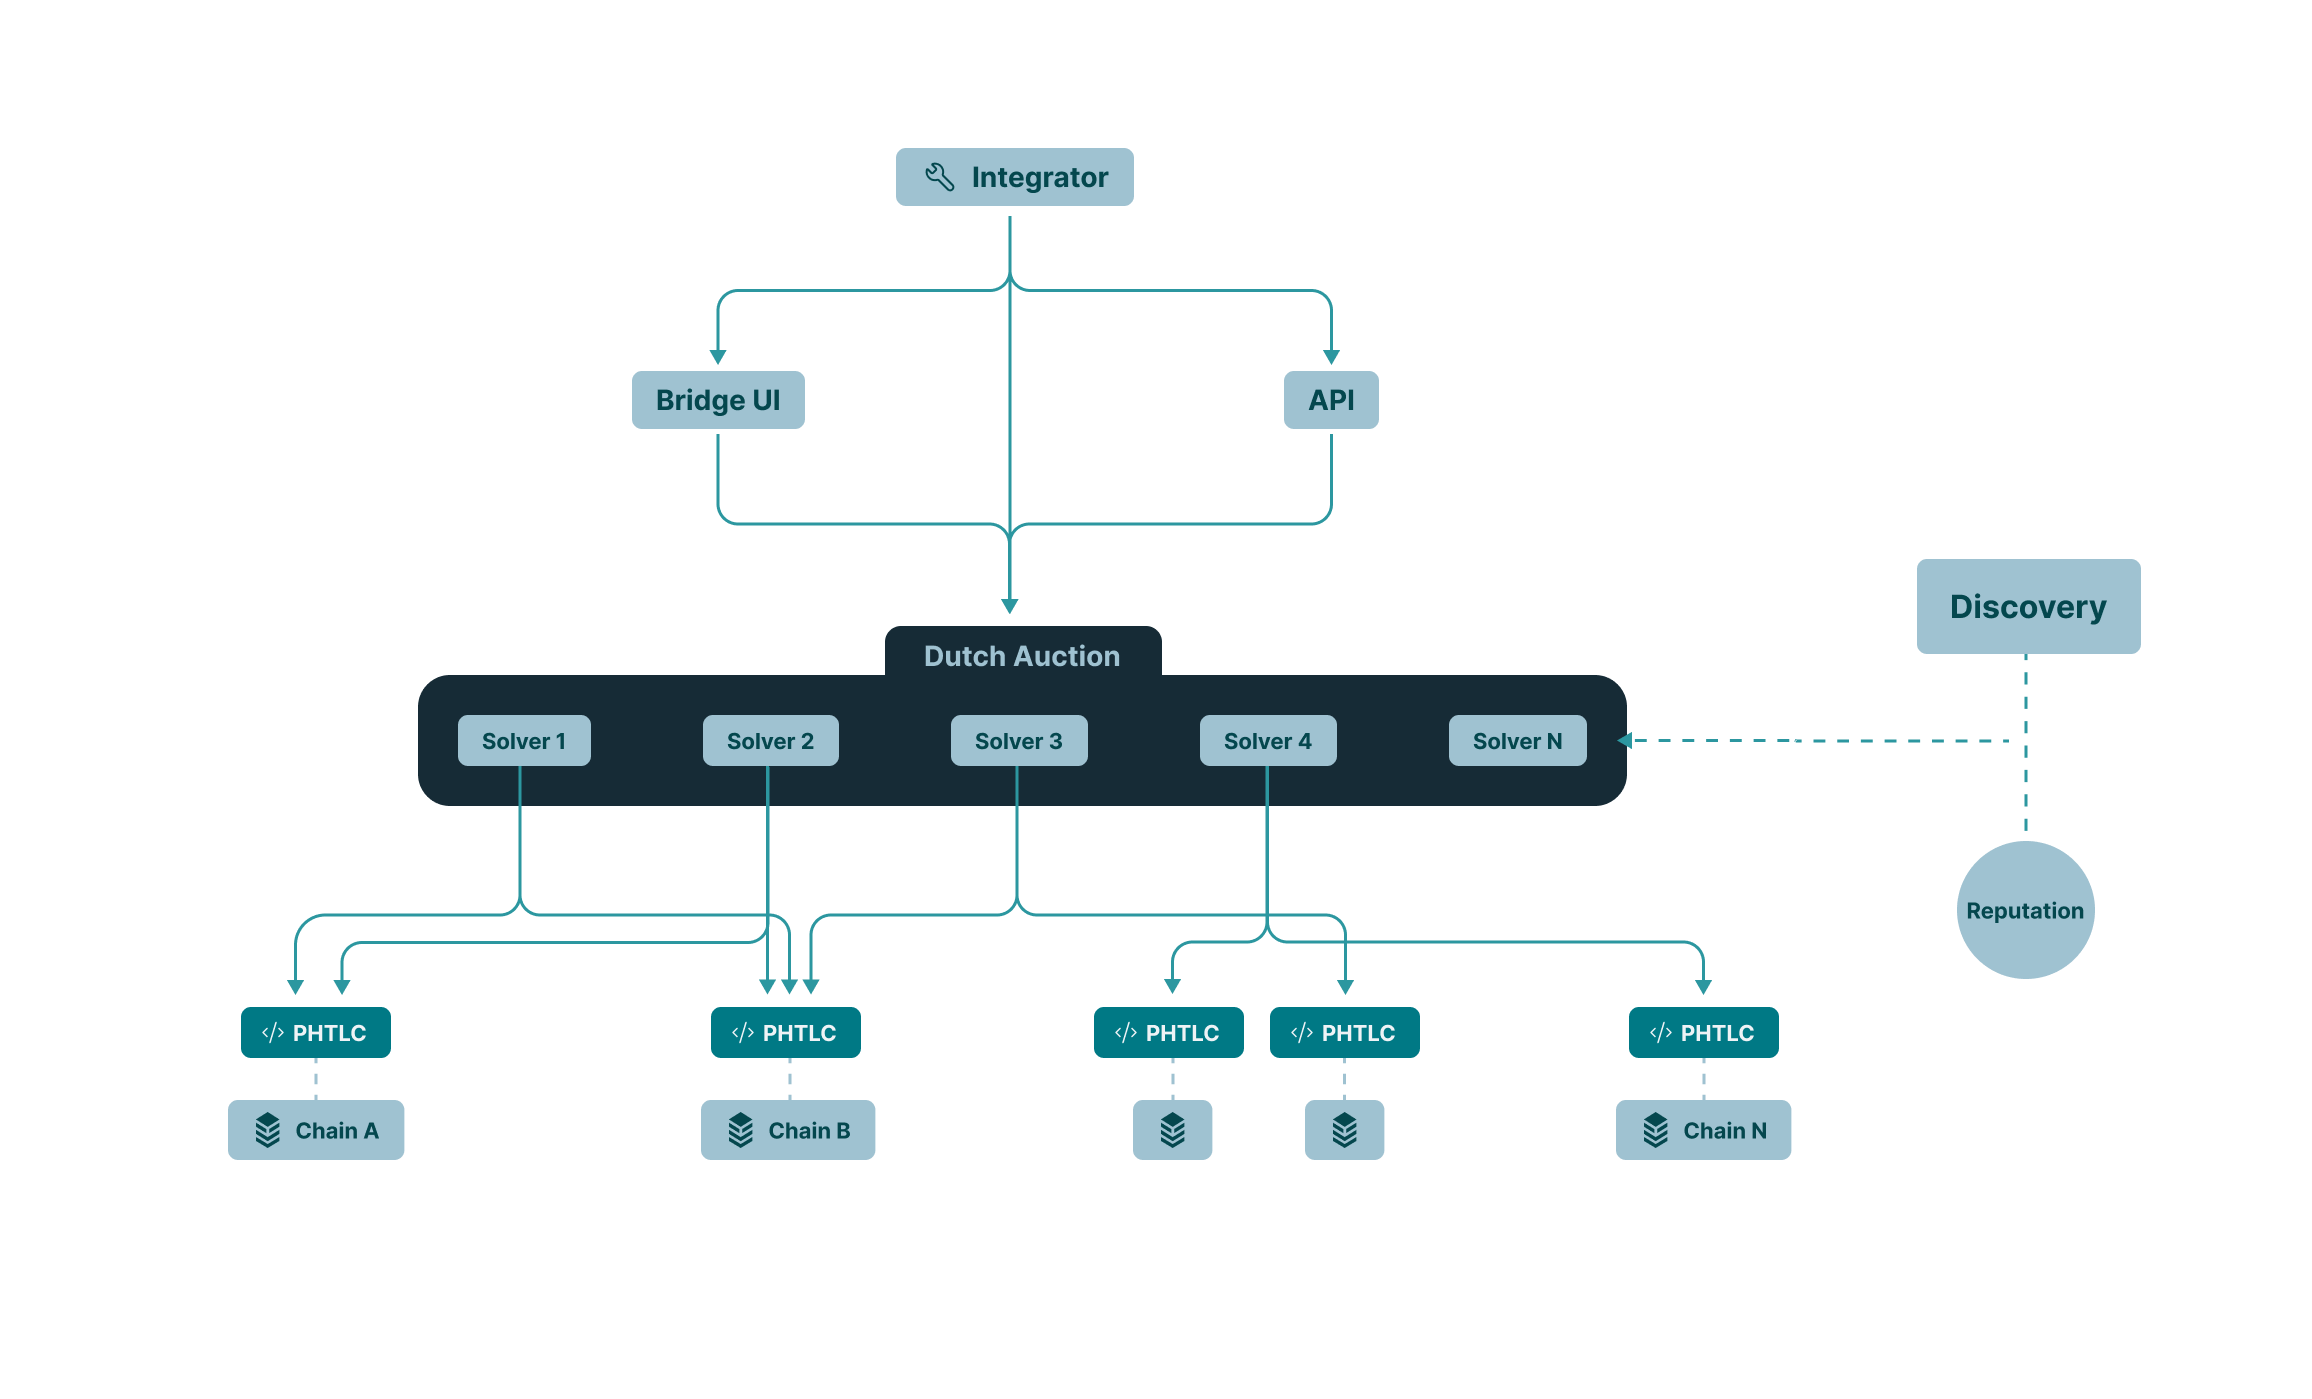 Integrator
Bridge UI
API
Discovery
Dutch Auction
Solver 1
Solver 2
Solver 3
Solver 4
Solver N
Reputation
</> PHTLC
</> PHTLC
</> PHTLC
</> PHTLC
</> PHTLC
Chain A
Chain B
Chain N